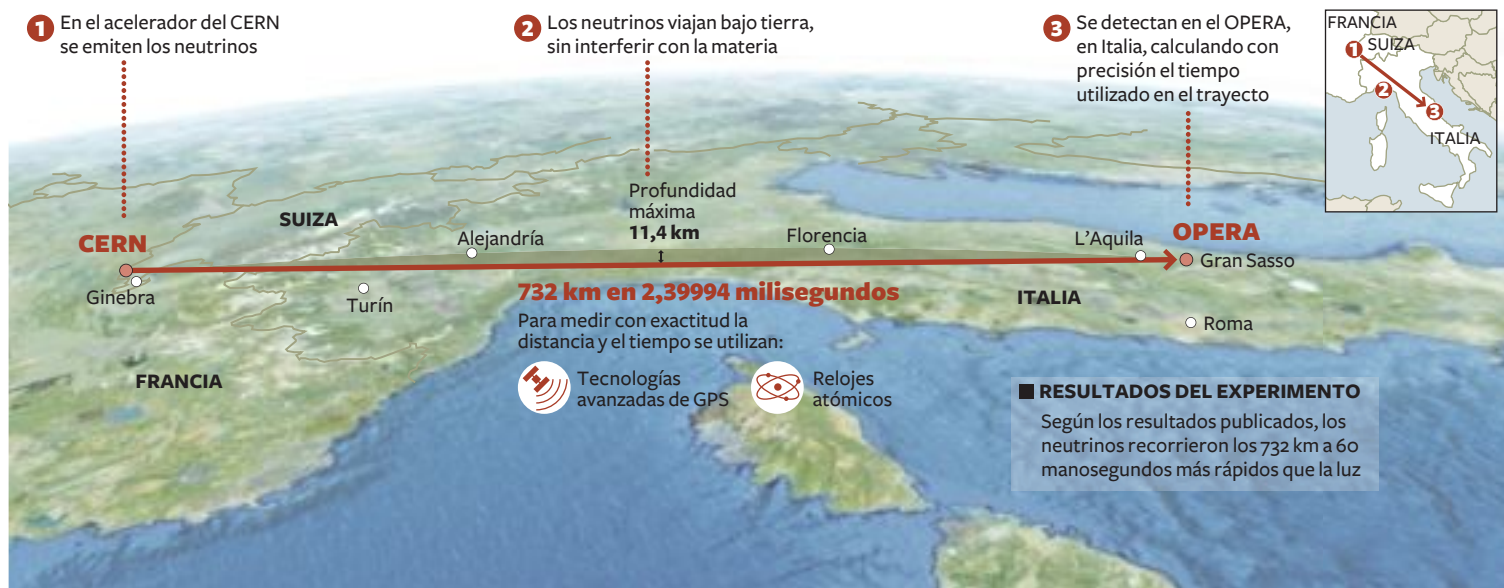 1 En el acelerador del CERN
se emiten los neutrinos
2 Los neutrinos viajan bajo tierra,
sin interferir con la materia
3 Se detectan en el OPERA,
en Italia, calculando con
precisión el tiempo
utilizado en el trayecto
FRANCIA
1
SUIZA
2
3
ITALIA
SUIZA
Profundidad
máxima
11,4 km
CERN
Alejandría
Florencia
L'Aquila
OPERA
Gran Sasso
Ginebra
Turín
732 km en 2,39994 milisegundos
ITALIA
Para medir con exactitud la
distancia y el tiempo se utilizan:
Roma
FRANCIA
Tecnologías
avanzadas de GPS
Relojes
atómicos
RESULTADOS DEL EXPERIMENTO
Según los resultados publicados, los
neutrinos recorrieron los 732 km a 60
manosegundos más rápidos que la luz